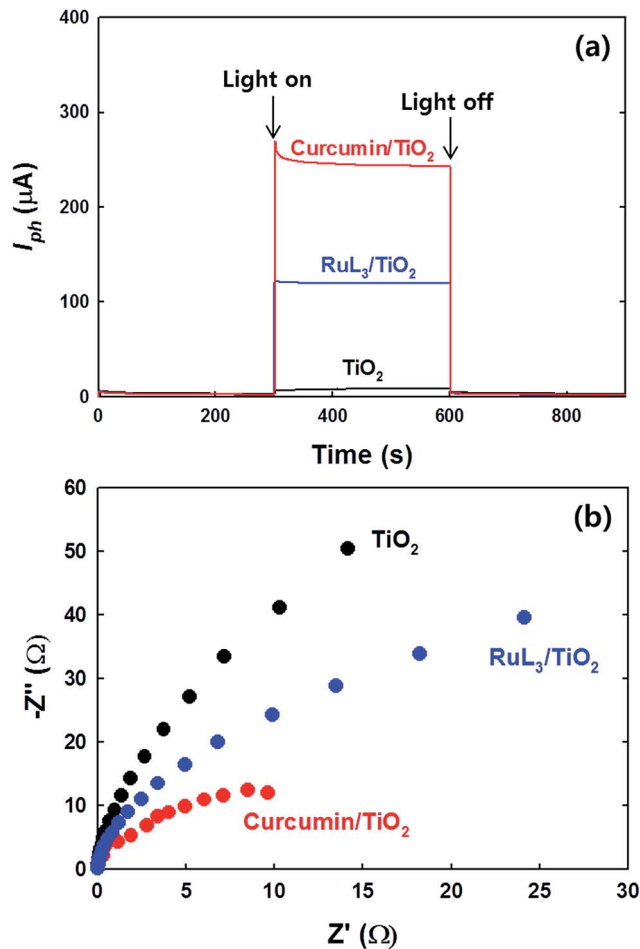 400
(a)
Light on
Light off
300
Curcumin/TiO₂
200
I_ph (μA)
RuL₃/TiO₂
100
TiO₂
0
0 200 400 600 800
Time (s)
60
(b)
TiO₂
50
40
RuL₃/TiO₂
30
-Z" (Ω)
20
10
Curcumin/TiO₂
0
0 5 10 15 20 25 30
Z' (Ω)